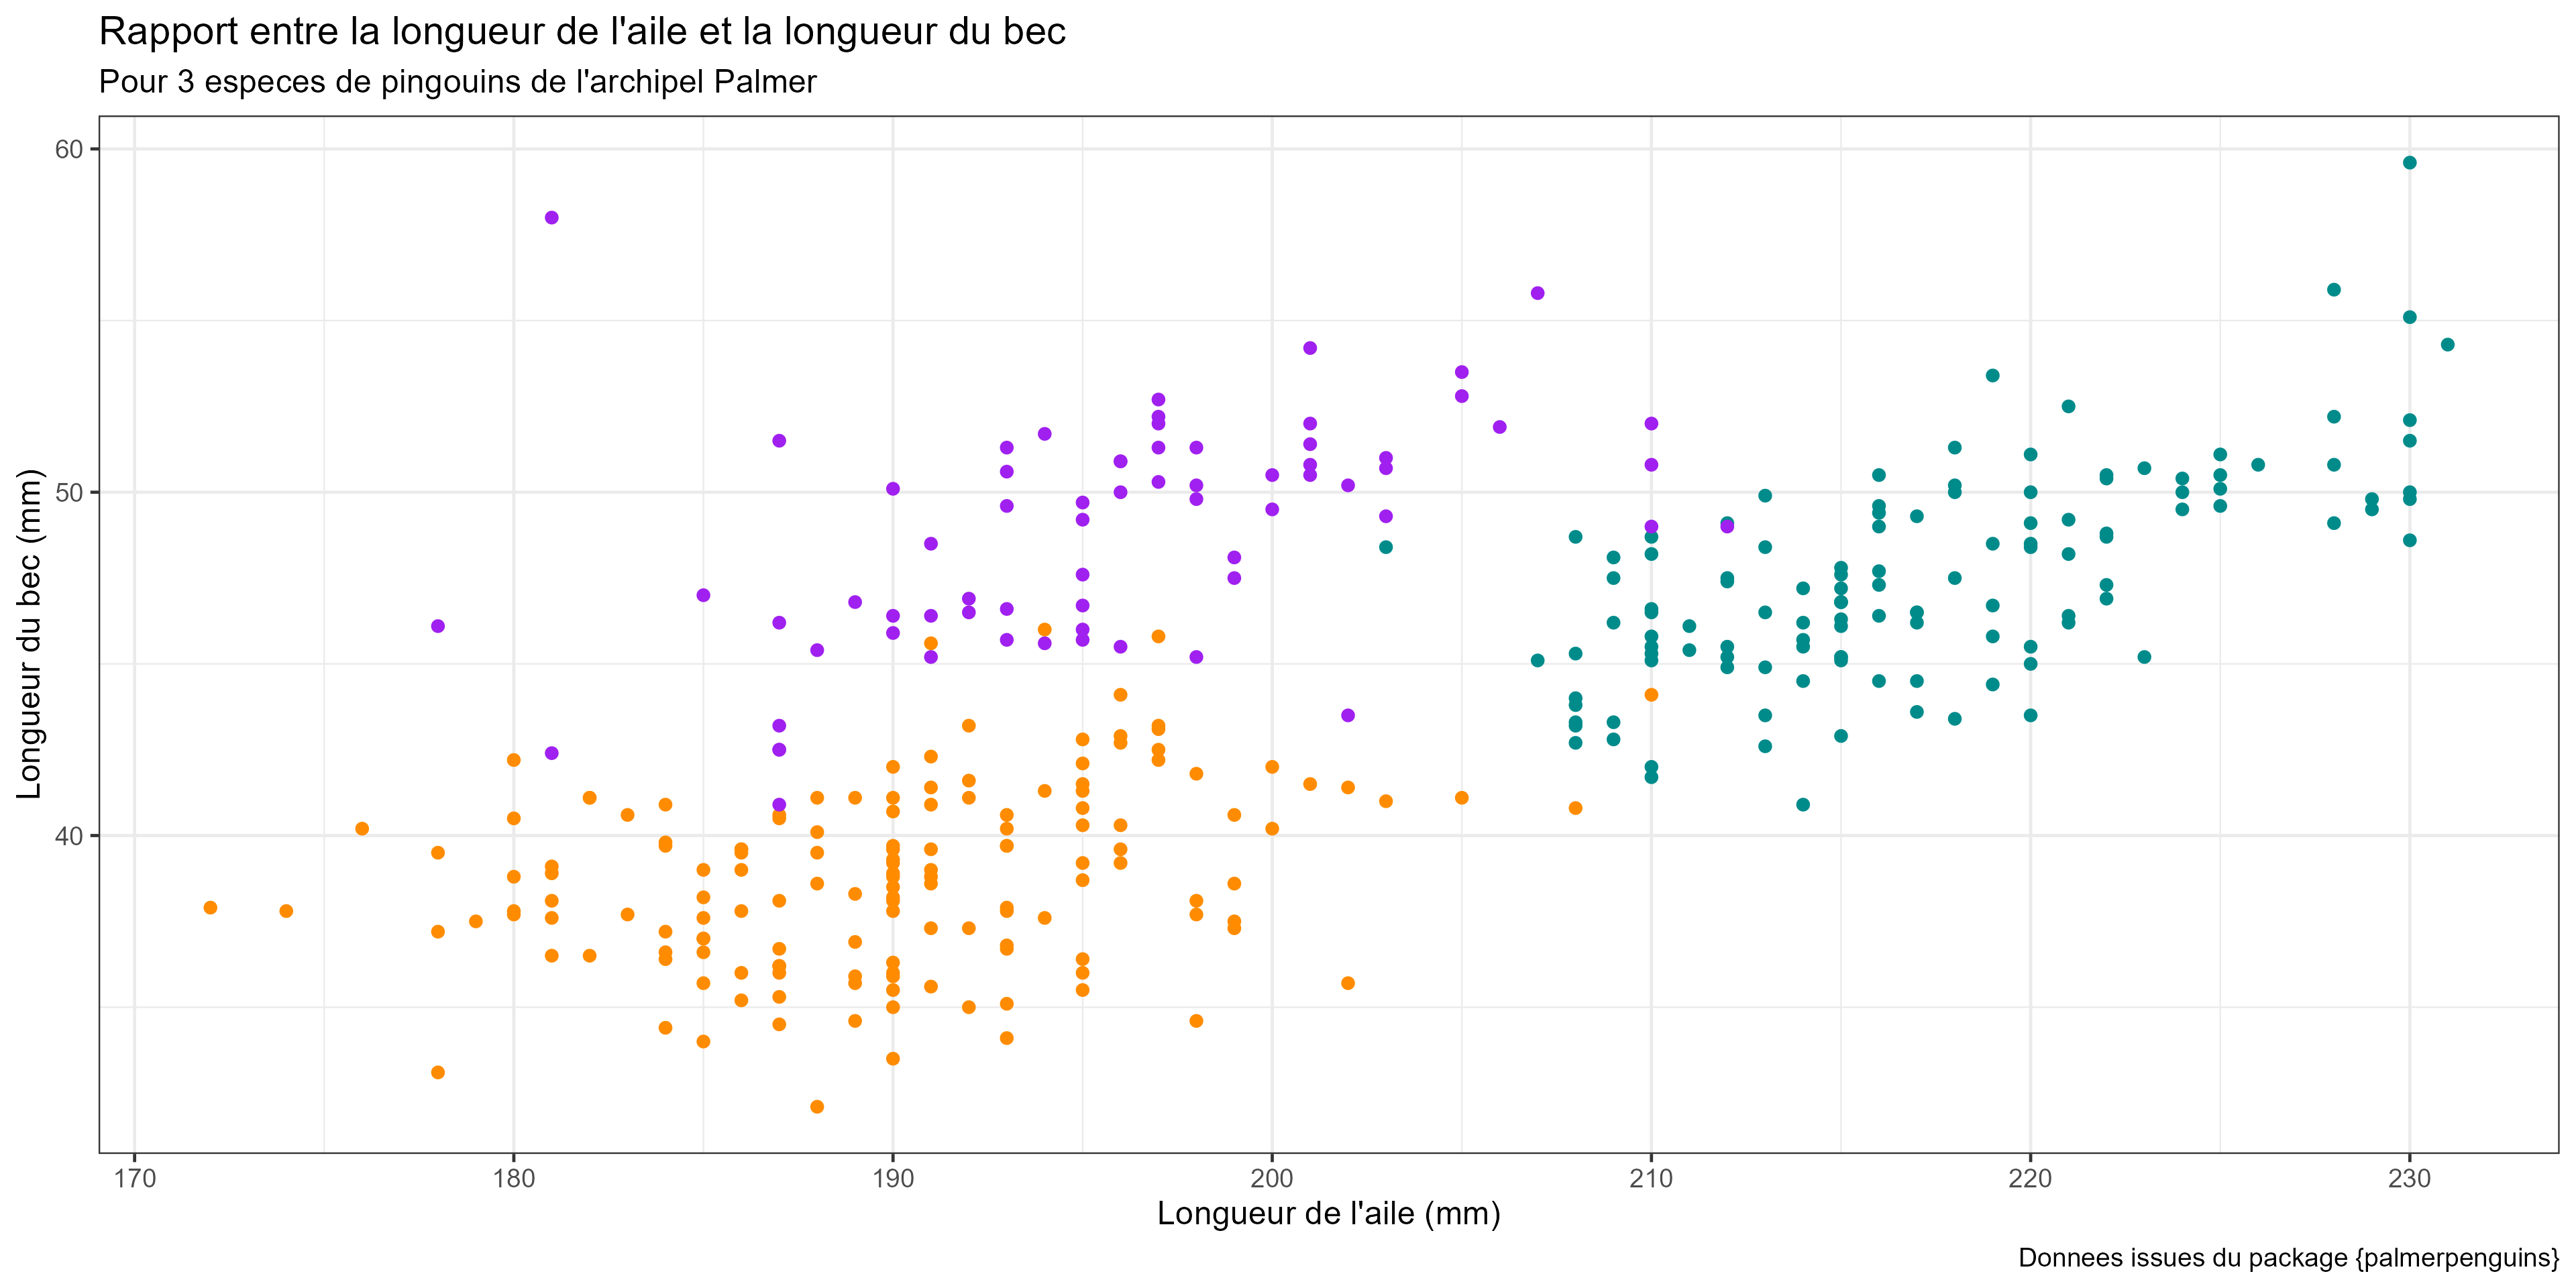 Rapport entre la longueur de l'aile et la longueur du bec
Pour 3 especes de pingouins de l'archipel Palmer
60
50
40
Longueur du bec (mm)
170 180 190 200 210 220 230
Longueur de l'aile (mm)
Donnees issues du package {palmerpenguins}